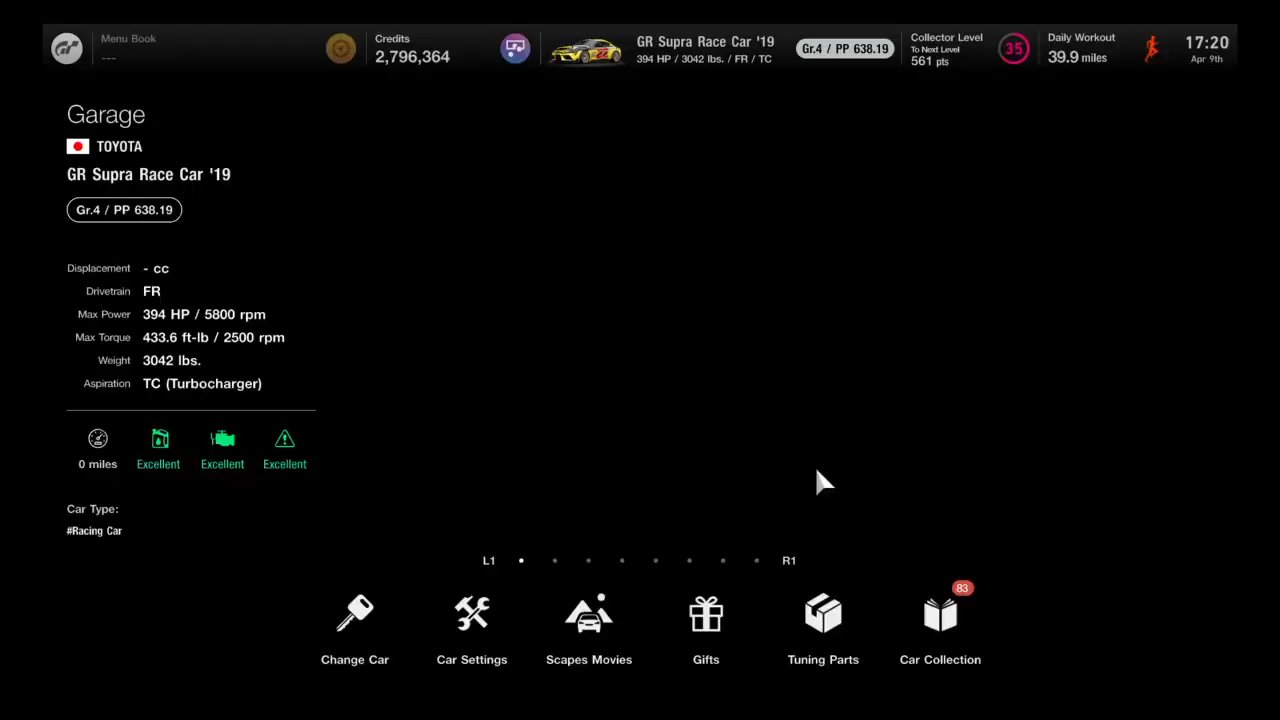 Menu Book
---
Credits
2,796,364
GR Supra Race Car '19
394 HP / 3042 lbs. / FR / TC
Gr.4 / PP 638.19
Collector Level
To Next Level
561 pts
35
Daily Workout
39.9 miles
17:20
Apr 9th
Garage
TOYOTA
GR Supra Race Car '19
Gr.4 / PP 638.19
Displacement - cc
Drivetrain FR
Max Power 394 HP / 5800 rpm
Max Torque 433.6 ft-lb / 2500 rpm
Weight 3042 lbs.
Aspiration TC (Turbocharger)
0 miles Excellent Excellent Excellent
Car Type:
#Racing Car
L1 R1
83
Change Car Car Settings Scapes Movies Gifts Tuning Parts Car Collection